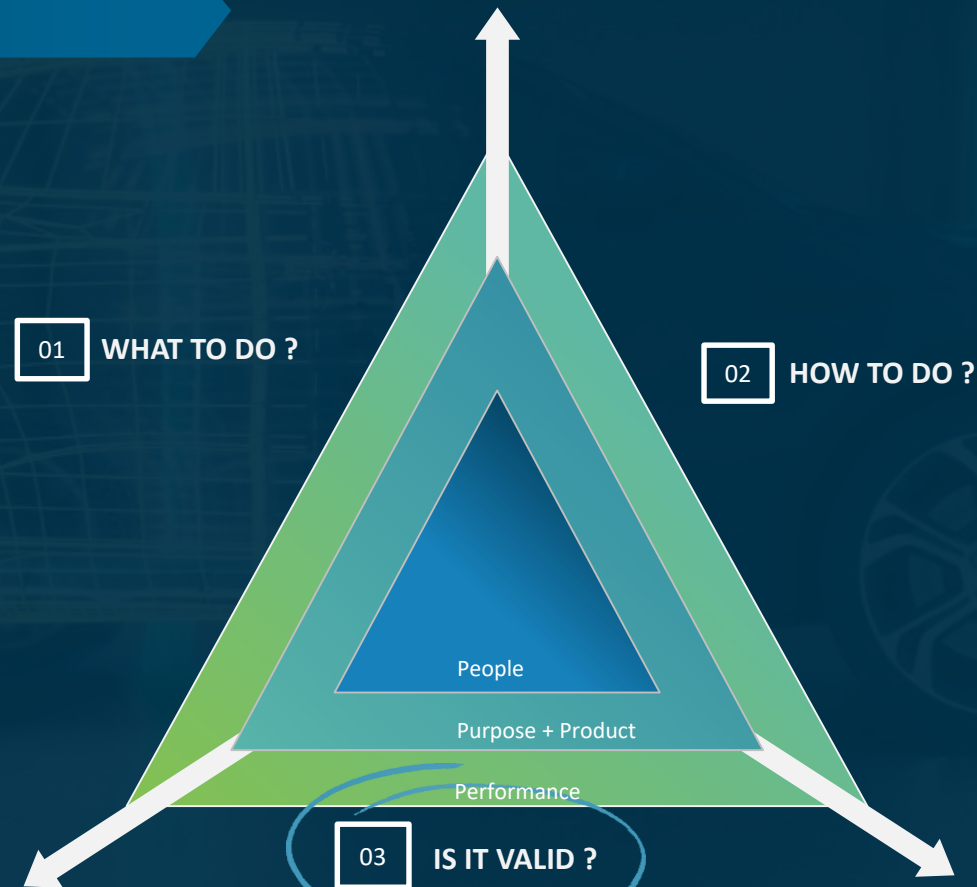 01 WHAT TO DO ?
02 HOW TO DO ?
People
Purpose + Product
Performance
03 IS IT VALID ?